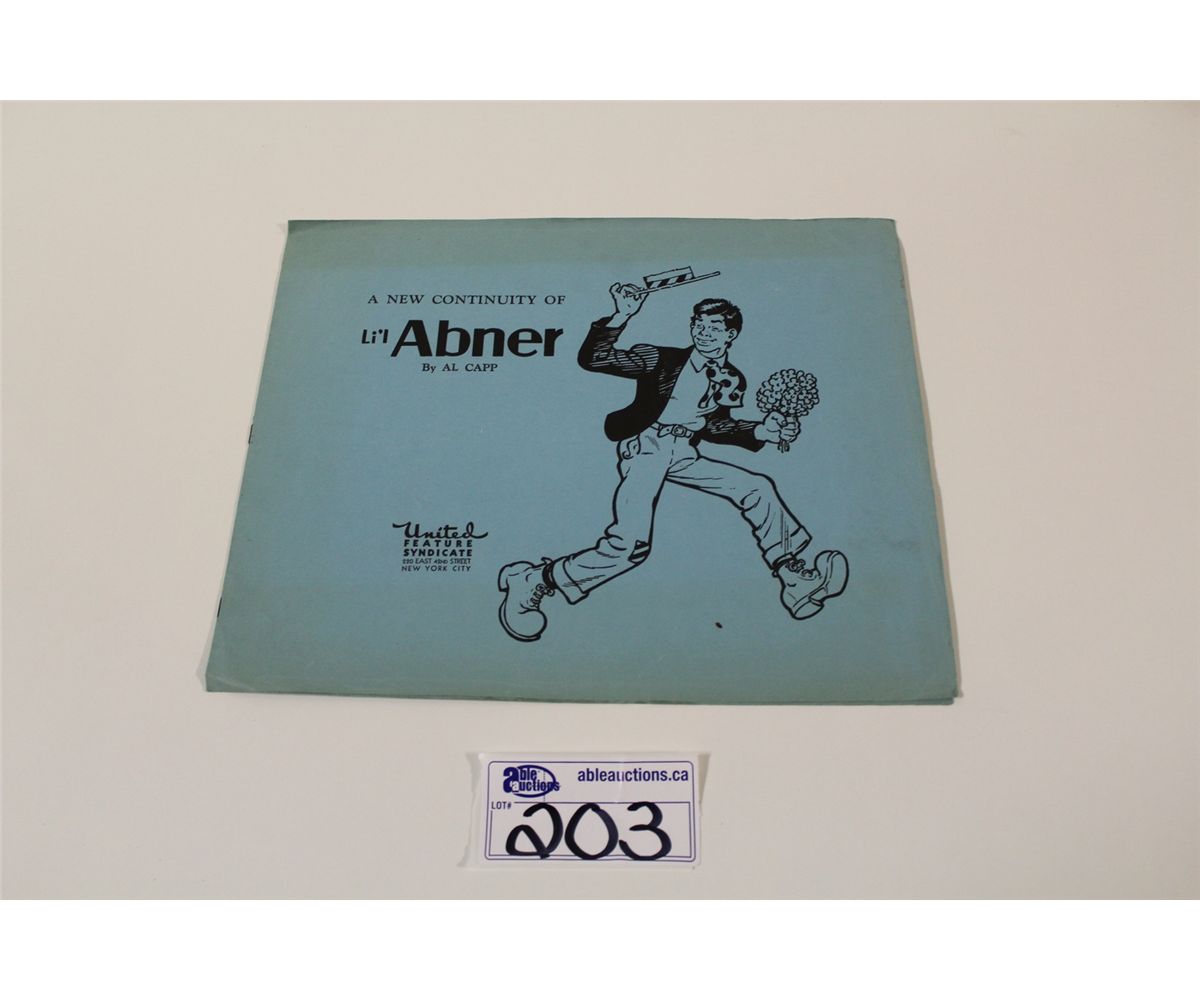 A NEW CONTINUITY OF
Li'l Abner
By AL CAPP
United
FEATURE
SYNDICATE
220 EAST 42ND STREET
NEW YORK CITY
able auctions
ableauctions.ca
LOT#
203